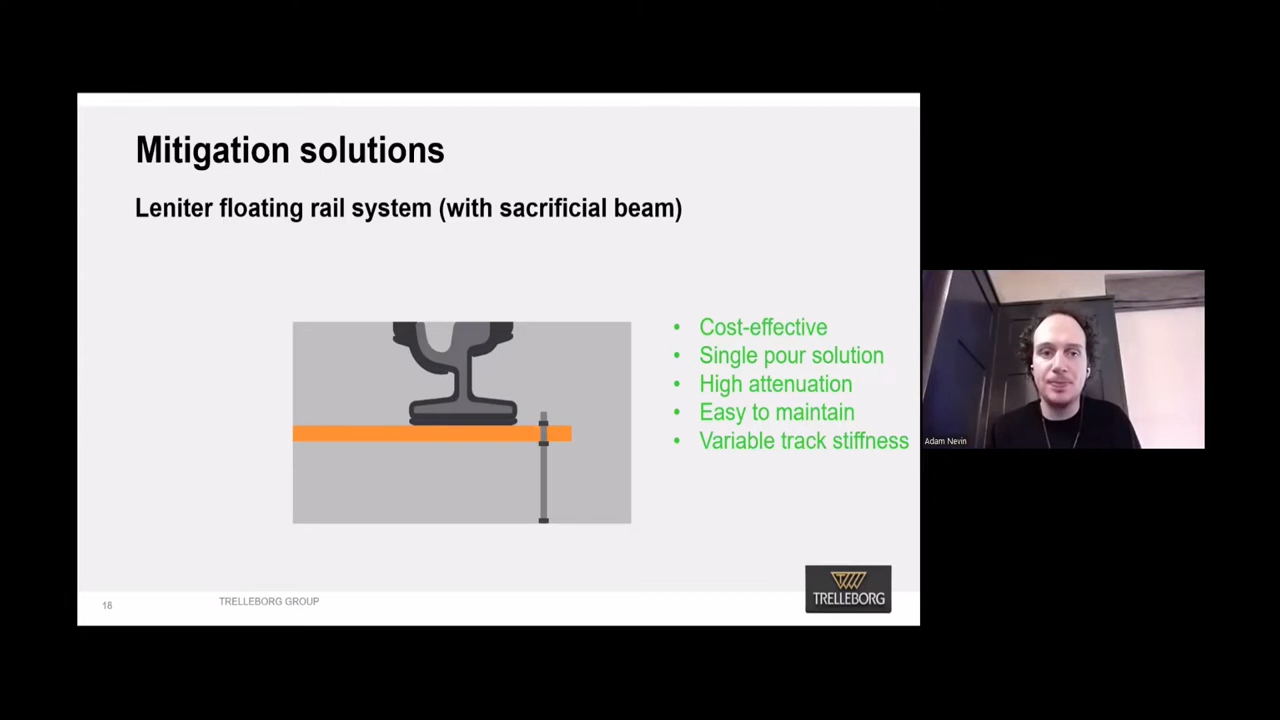 Mitigation solutions
Leniter floating rail system (with sacrificial beam)
• Cost-effective
• Single pour solution
• High attenuation
• Easy to maintain
• Variable track stiffness
Adam Nevin
18
TRELLEBORG GROUP
TRELLEBORG